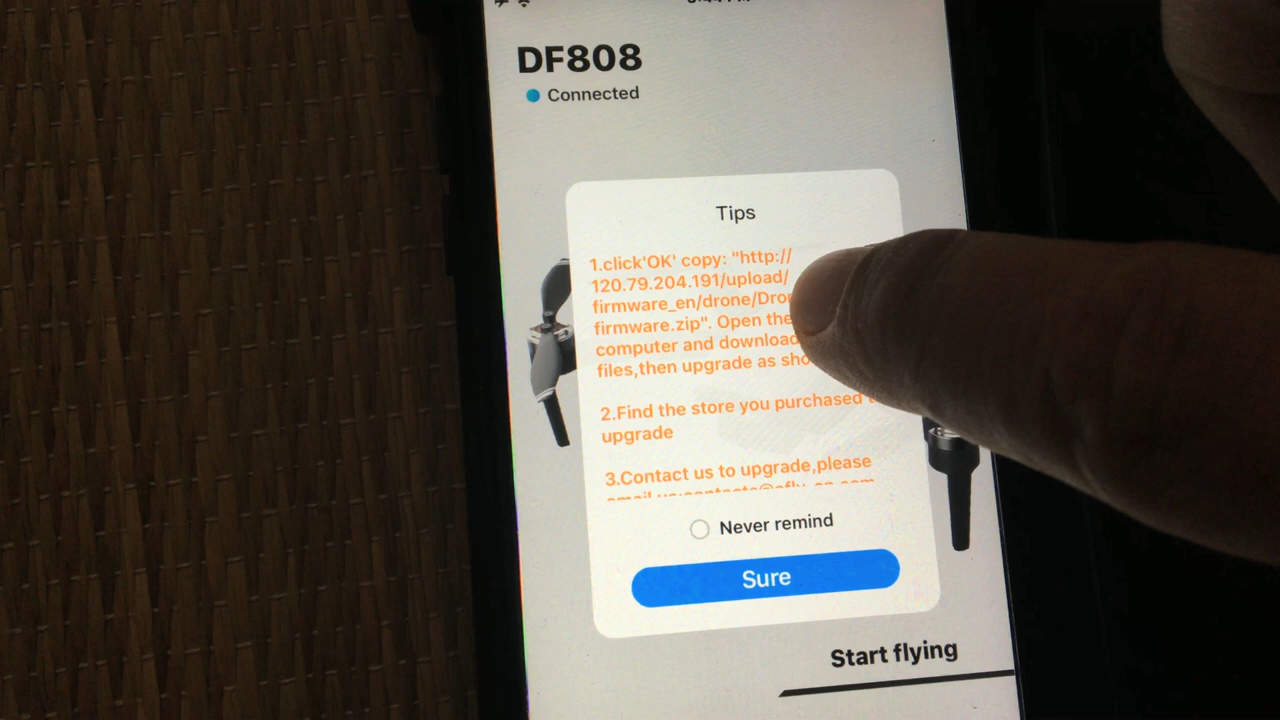 DF808
Connected
Tips
1.click'OK' copy: "http://
120.79.204.191/upload/
firmware_en/drone/
firmware.zip". Open the
computer and download
files,then upgrade as
2.Find the store you purchased
upgrade
3.Contact us to upgrade,please
Never remind
Sure
Start flying